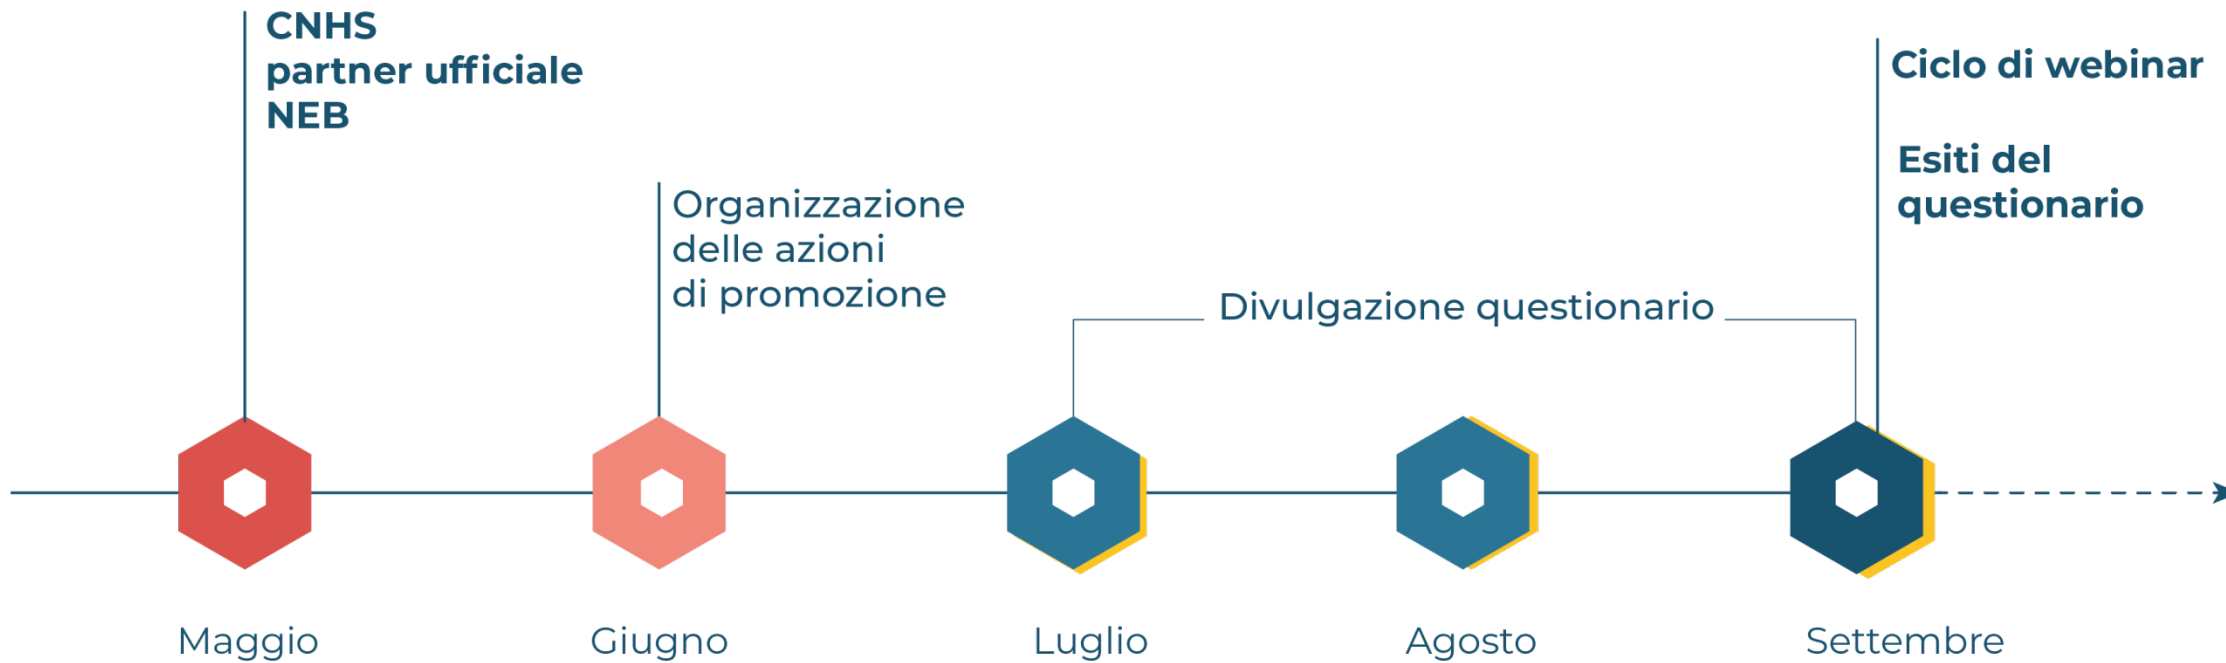 CNHS
partner ufficiale
NEB
Organizzazione
delle azioni
di promozione
Divulgazione questionario
Ciclo di webinar
Esiti del
questionario
Maggio
Giugno
Luglio
Agosto
Settembre